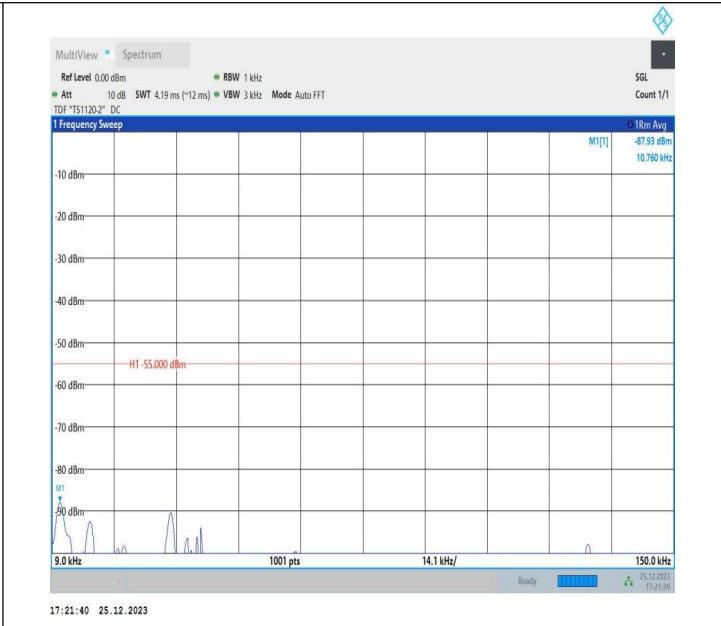 MultiView Spectrum
Ref Level 0.00 dBm RBW 1 kHz SGL
Att 10 dB SWT 4.19 ms (~12 ms) VBW 3 kHz Mode Auto FFT Count 1/1
TDF "TS1120-2" DC
1 Frequency Sweep 1Rm Avg
M1[1] -87.93 dBm
10.760 kHz
-10 dBm
-20 dBm
-30 dBm
-40 dBm
-50 dBm
H1 -55.000 dBm
-60 dBm
-70 dBm
-80 dBm
M1
-90 dBm
9.0 kHz 1001 pts 14.1 kHz/ 150.0 kHz
Ready 25.12.2023
17:21:39
17:21:40 25.12.2023